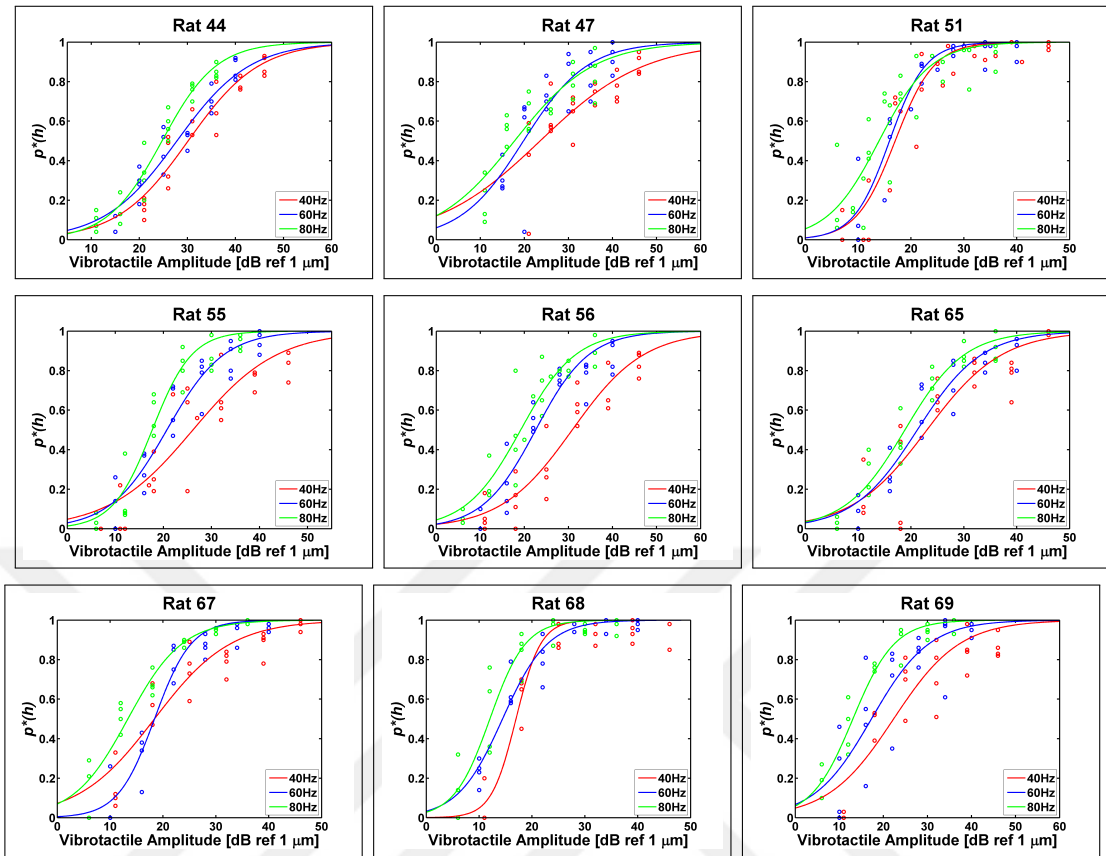 Rat 44
p*(h)
1
0.8
0.6
0.4
0.2
0
10 20 30 40 50 60
40Hz
60Hz
80Hz
Vibrotactile Amplitude [dB ref 1 μm]
Rat 47
p*(h)
1
0.8
0.6
0.4
0.2
0
0 10 20 30 40 50 60
40Hz
60Hz
80Hz
Vibrotactile Amplitude [dB ref 1 μm]
Rat 51
p*(h)
1
0.8
0.6
0.4
0.2
0
0 10 20 30 40 50
40Hz
60Hz
80Hz
Vibrotactile Amplitude [dB ref 1 μm]
Rat 55
p*(h)
1
0.8
0.6
0.4
0.2
0
0 10 20 30 40 50
40Hz
60Hz
80Hz
Vibrotactile Amplitude [dB ref 1 μm]
Rat 56
p*(h)
1
0.8
0.6
0.4
0.2
0
0 10 20 30 40 50 60
40Hz
60Hz
80Hz
Vibrotactile Amplitude [dB ref 1 μm]
Rat 65
p*(h)
1
0.8
0.6
0.4
0.2
0
0 10 20 30 40 50
40Hz
60Hz
80Hz
Vibrotactile Amplitude [dB ref 1 μm]
Rat 67
p*(h)
1
0.8
0.6
0.4
0.2
0
0 10 20 30 40 50
40Hz
60Hz
80Hz
Vibrotactile Amplitude [dB ref 1 μm]
Rat 68
p*(h)
1
0.8
0.6
0.4
0.2
0
0 10 20 30 40 50
40Hz
60Hz
80Hz
Vibrotactile Amplitude [dB ref 1 μm]
Rat 69
p*(h)
1
0.8
0.6
0.4
0.2
0
0 10 20 30 40 50 60
40Hz
60Hz
80Hz
Vibrotactile Amplitude [dB ref 1 μm]